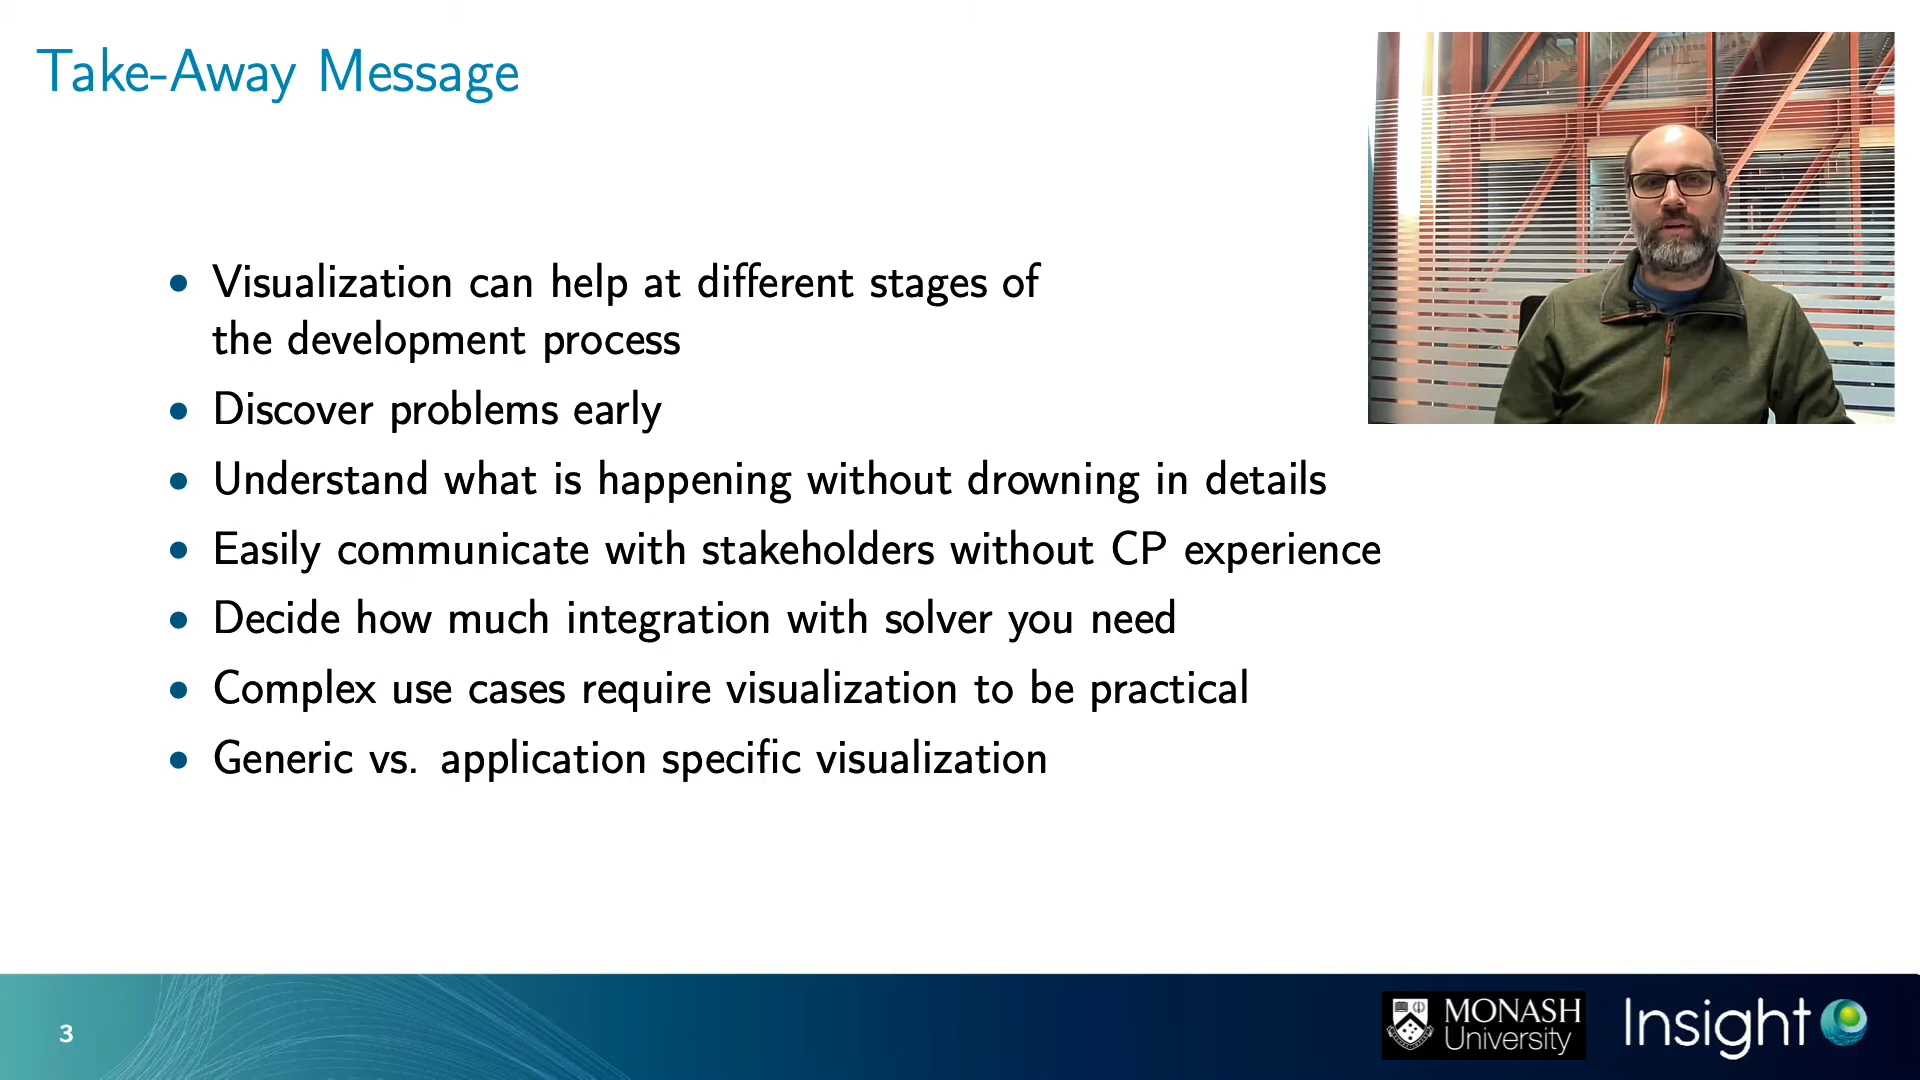 Take-Away Message
• Visualization can help at different stages of
the development process
• Discover problems early
• Understand what is happening without drowning in details
• Easily communicate with stakeholders without CP experience
• Decide how much integration with solver you need
• Complex use cases require visualization to be practical
• Generic vs. application specific visualization
3
MONASH
University
Insight